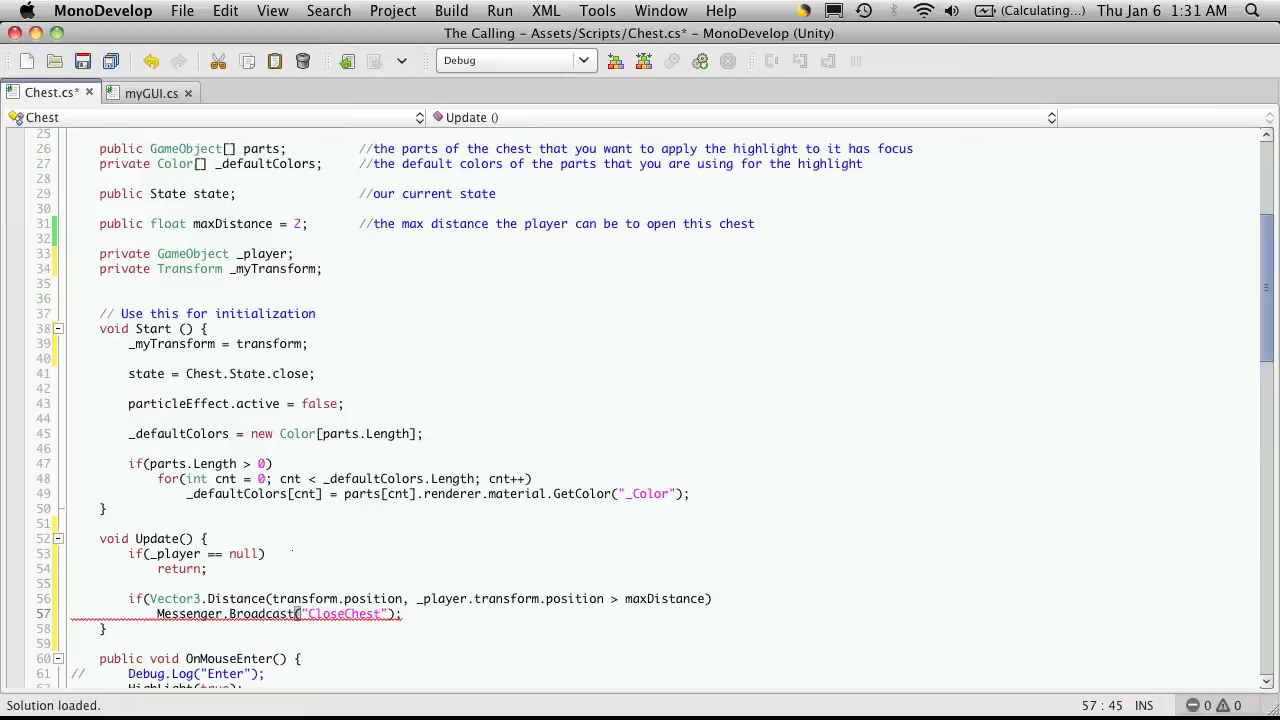 MonoDevelop File Edit View Search Project Build Run XML Tools Window Help (Calculating...) Thu Jan 6 1:31 AM
The Calling - Assets/Scripts/Chest.cs* - MonoDevelop (Unity)
Debug
Chest.cs* myGUI.cs
Chest Update ()
25
26 public GameObject[] parts; //the parts of the chest that you want to apply the highlight to it has focus
27 private Color[] _defaultColors; //the default colors of the parts that you are using for the highlight
28
29 public State state; //our current state
30
31 public float maxDistance = 2; //the max distance the player can be to open this chest
32
33 private GameObject _player;
34 private Transform _myTransform;
35
36
37 // Use this for initialization
38 void Start () {
39 _myTransform = transform;
40
41 state = Chest.State.close;
42
43 particleEffect.active = false;
44
45 _defaultColors = new Color[parts.Length];
46
47 if(parts.Length > 0)
48 for(int cnt = 0; cnt < _defaultColors.Length; cnt++)
49 _defaultColors[cnt] = parts[cnt].renderer.material.GetColor("_Color");
50 }
51
52 void Update() {
53 if(_player == null)
54 return;
55
56 if(Vector3.Distance(transform.position, _player.transform.position > maxDistance)
57 Messenger.Broadcast("CloseChest");
58 }
59
60 public void OnMouseEnter() {
61 // Debug.Log("Enter");
62 HighLight(true);
Solution loaded. 57 : 45 INS 0 0